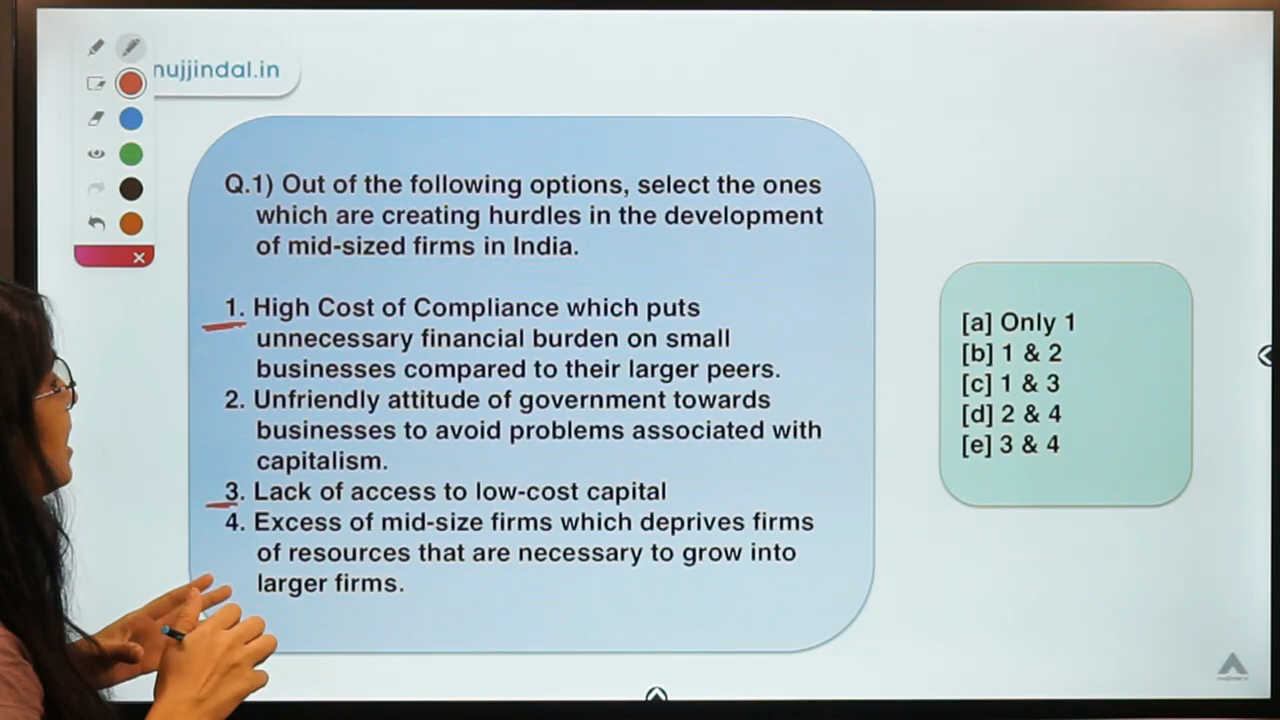 nujjindal.in
Q.1) Out of the following options, select the ones
which are creating hurdles in the development
of mid-sized firms in India.
1. High Cost of Compliance which puts
unnecessary financial burden on small
businesses compared to their larger peers.
2. Unfriendly attitude of government towards
businesses to avoid problems associated with
capitalism.
3. Lack of access to low-cost capital
4. Excess of mid-size firms which deprives firms
of resources that are necessary to grow into
larger firms.
[a] Only 1
[b] 1 & 2
[c] 1 & 3
[d] 2 & 4
[e] 3 & 4